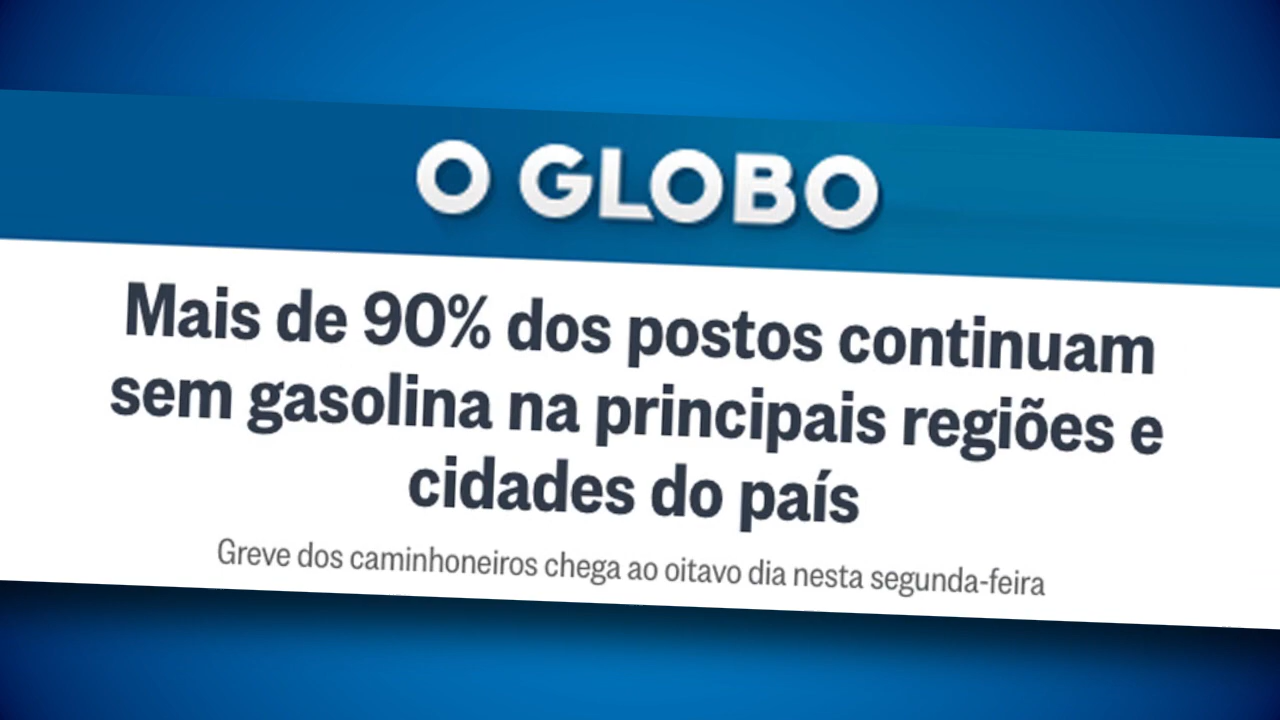 O GLOBO
Mais de 90% dos postos continuam
sem gasolina na principais regiões e
cidades do país
Greve dos caminhoneiros chega ao oitavo dia nesta segunda-feira